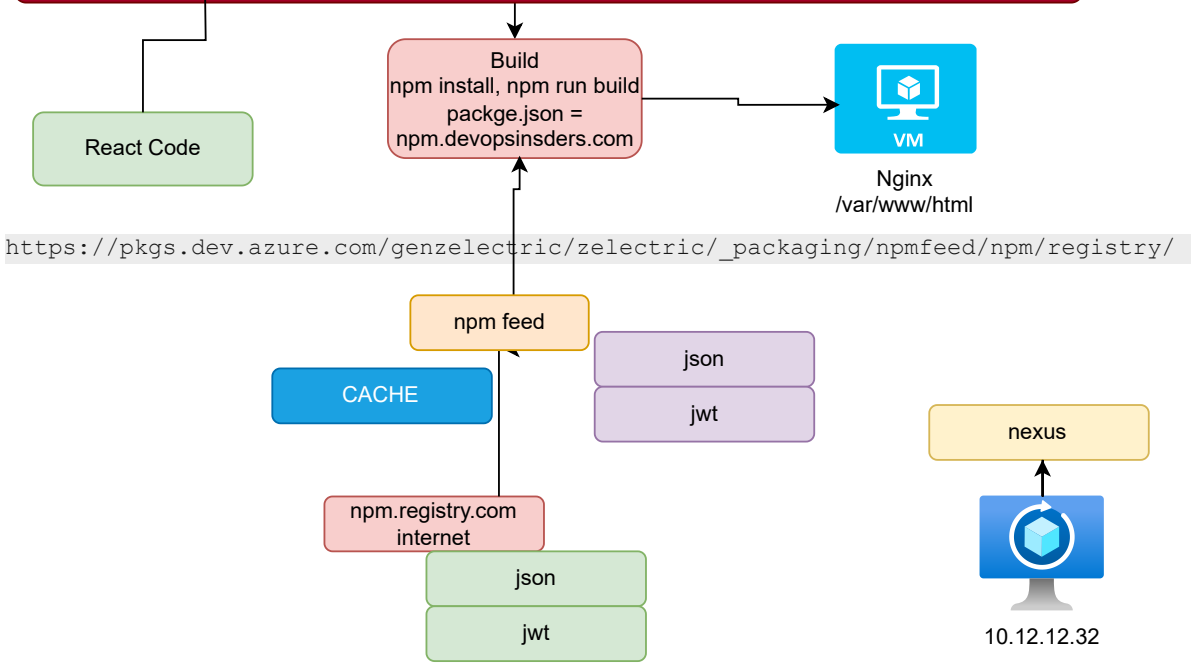 Build
npm install, npm run build
packge.json =
npm.devopsinsders.com
React Code
VM
Nginx
/var/www/html
https://pkgs.dev.azure.com/genzelectric/zelectric/_packaging/npmfeed/npm/registry/
npm feed
json
CACHE
jwt
nexus
npm.registry.com
internet
json
jwt
10.12.12.32